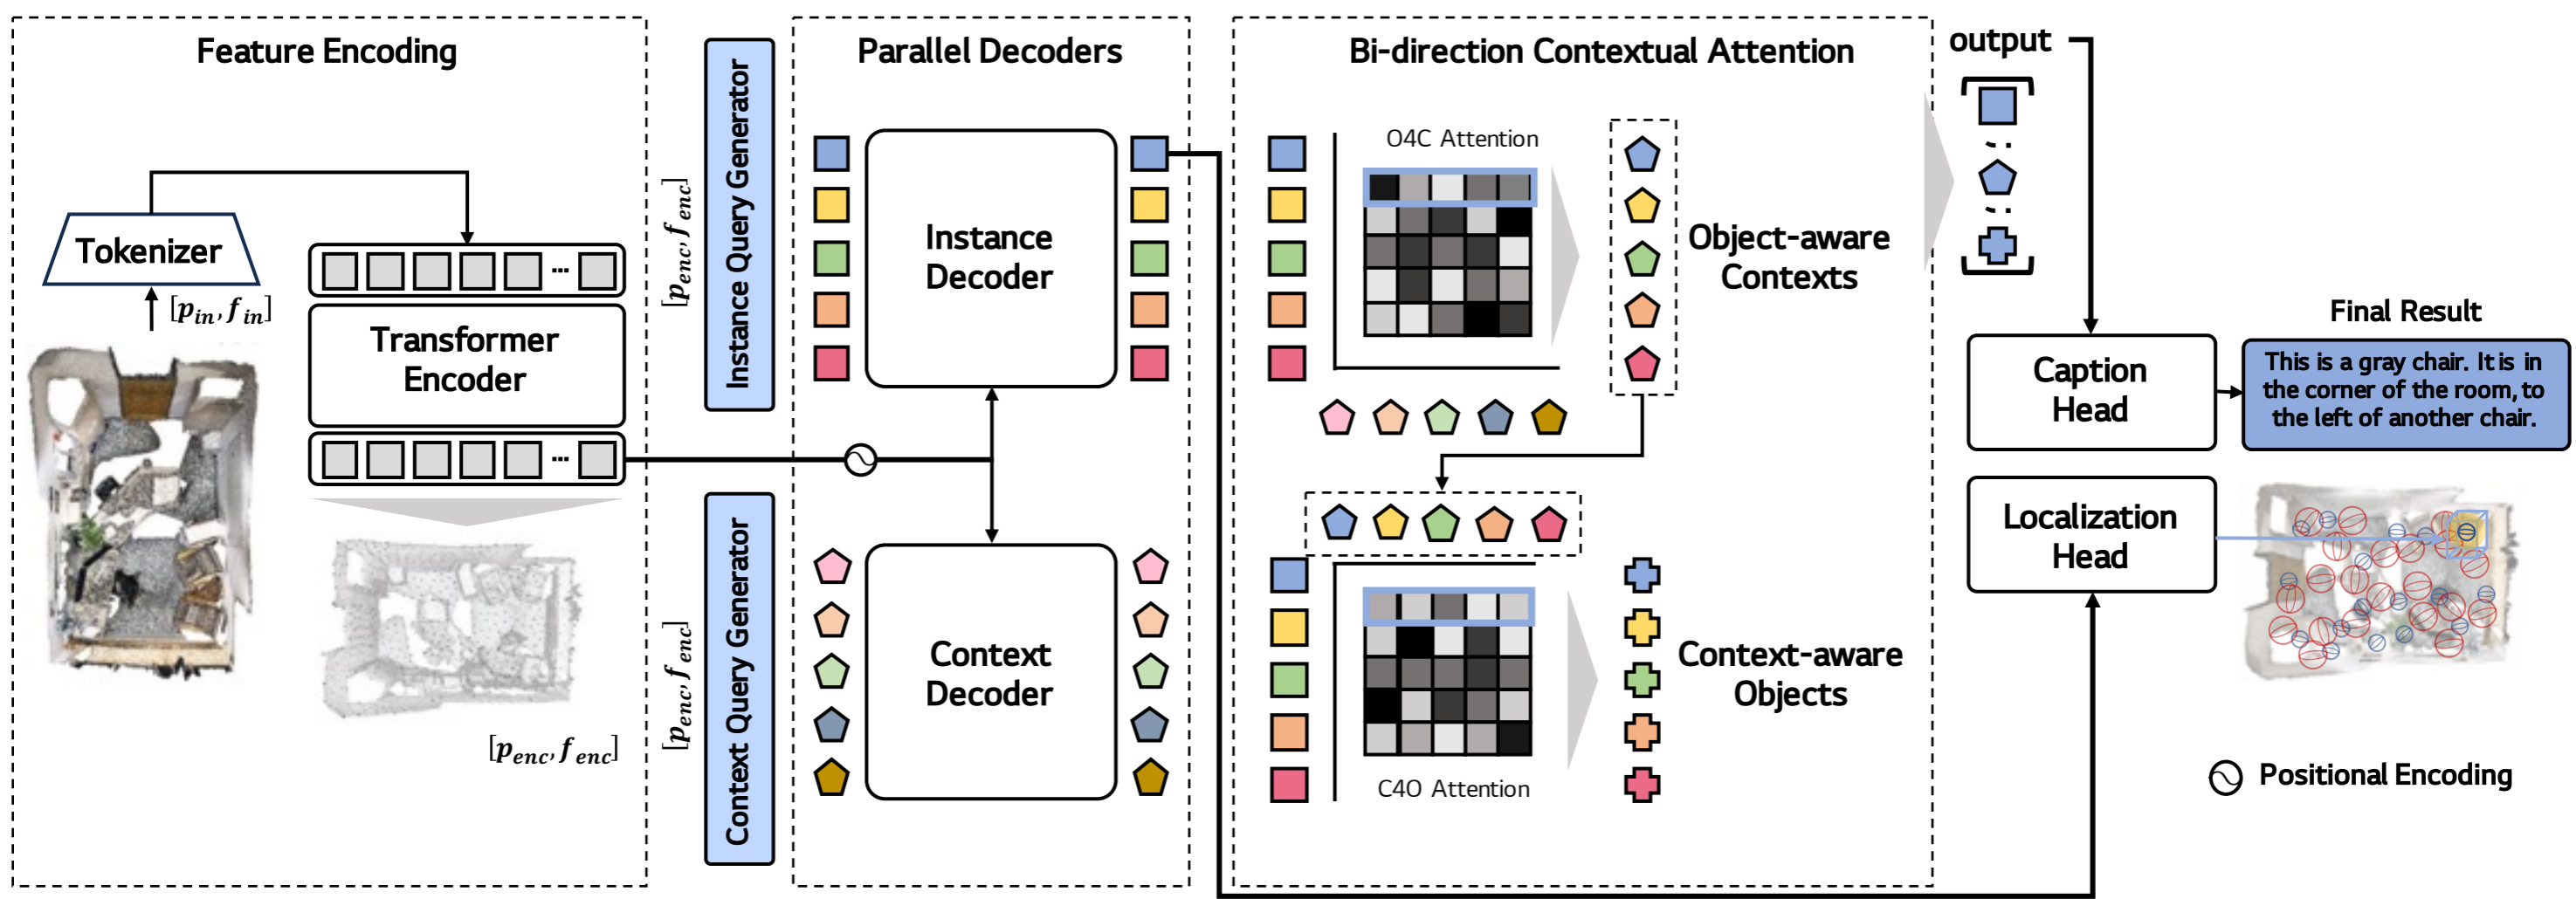 Feature Encoding
Tokenizer
[p_in, f_in]
Transformer
Encoder
...
...
[p_enc, f_enc]
[p_enc, f_enc]
Instance Query Generator
[p_enc, f_enc]
Context Query Generator
Parallel Decoders
Instance
Decoder
Context
Decoder
Bi-direction Contextual Attention
O4C Attention
Object-aware
Contexts
C4O Attention
Context-aware
Objects
output
Caption
Head
Final Result
This is a gray chair. It is in
the corner of the room, to
the left of another chair.
Localization
Head
Positional Encoding